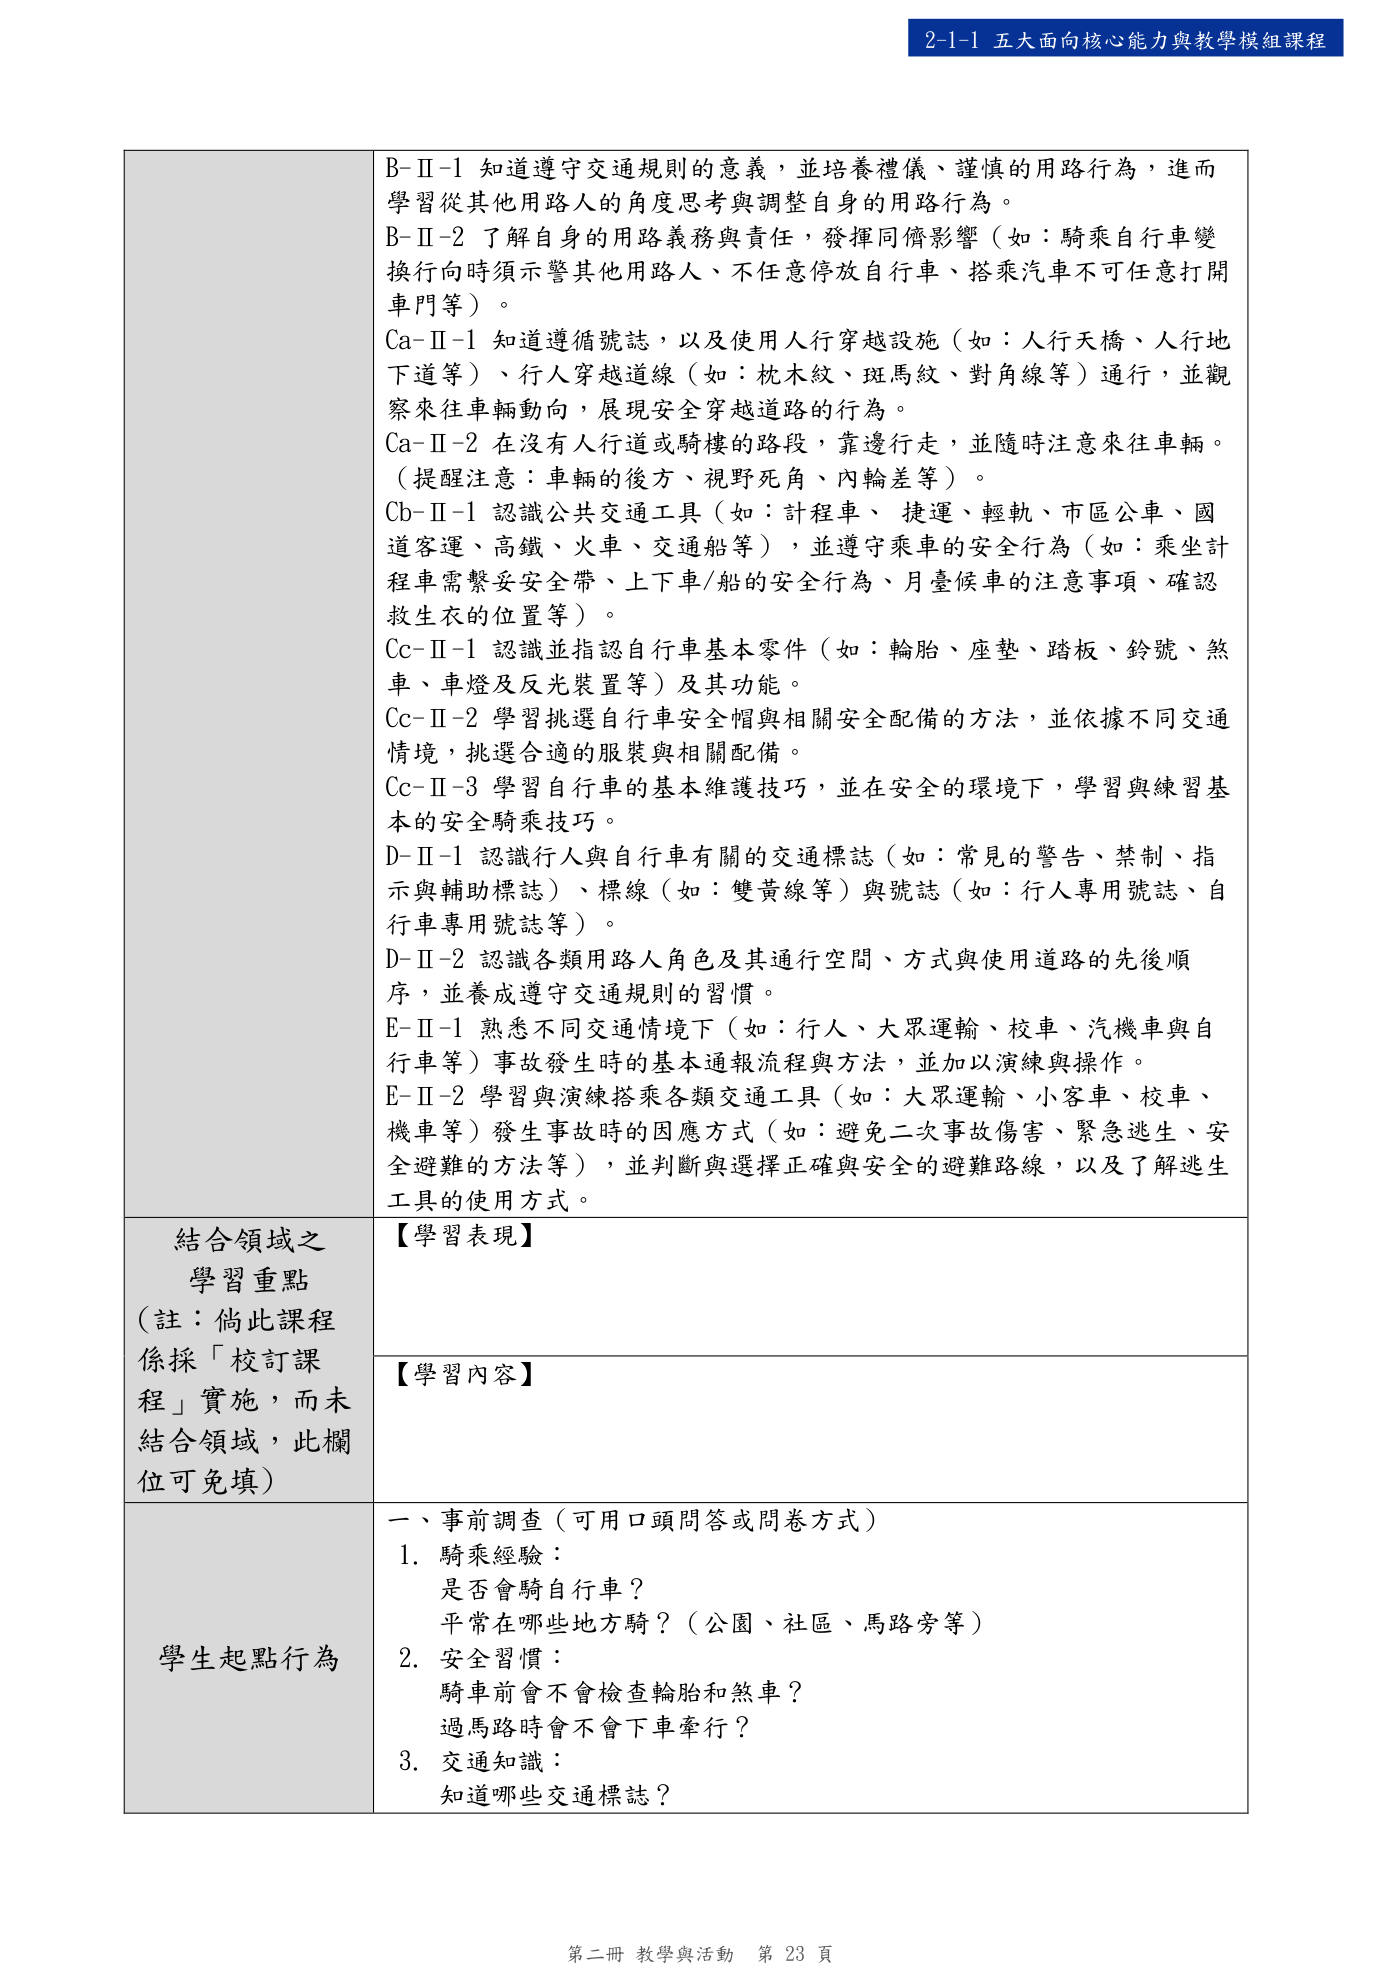 2-1-1 五大面向核心能力與教學模組課程
B-Ⅱ-1 知道遵守交通規則的意義，並培養禮儀、謹慎的用路行為，進而
學習從其他用路人的角度思考與調整自身的用路行為。
B-Ⅱ-2 了解自身的用路義務與責任，發揮同儕影響（如：騎乘自行車變
換行向時須示警其他用路人、不任意停放自行車、搭乘汽車不可任意打開
車門等）。
Ca-Ⅱ-1 知道遵循號誌，以及使用人行穿越設施（如：人行天橋、人行地
下道等）、行人穿越道線（如：枕木紋、斑馬紋、對角線等）通行，並觀
察來往車輛動向，展現安全穿越道路的行為。
Ca-Ⅱ-2 在沒有人行道或騎樓的路段，靠邊行走，並隨時注意來往車輛。
（提醒注意：車輛的後方、視野死角、內輪差等）。
Cb-Ⅱ-1 認識公共交通工具（如：計程車、 捷運、輕軌、市區公車、國
道客運、高鐵、火車、交通船等），並遵守乘車的安全行為（如：乘坐計
程車需繫妥安全帶、上下車/船的安全行為、月臺候車的注意事項、確認
救生衣的位置等）。
Cc-Ⅱ-1 認識並指認自行車基本零件（如：輪胎、座墊、踏板、鈴號、煞
車、車燈及反光裝置等）及其功能。
Cc-Ⅱ-2 學習挑選自行車安全帽與相關安全配備的方法，並依據不同交通
情境，挑選合適的服裝與相關配備。
Cc-Ⅱ-3 學習自行車的基本維護技巧，並在安全的環境下，學習與練習基
本的安全騎乘技巧。
D-Ⅱ-1 認識行人與自行車有關的交通標誌（如：常見的警告、禁制、指
示與輔助標誌）、標線（如：雙黃線等）與號誌（如：行人專用號誌、自
行車專用號誌等）。
D-Ⅱ-2 認識各類用路人角色及其通行空間、方式與使用道路的先後順
序，並養成遵守交通規則的習慣。
E-Ⅱ-1 熟悉不同交通情境下（如：行人、大眾運輸、校車、汽機車與自
行車等）事故發生時的基本通報流程與方法，並加以演練與操作。
E-Ⅱ-2 學習與演練搭乘各類交通工具（如：大眾運輸、小客車、校車、
機車等）發生事故時的因應方式（如：避免二次事故傷害、緊急逃生、安
全避難的方法等），並判斷與選擇正確與安全的避難路線，以及了解逃生
工具的使用方式。
結合領域之
學習重點
（註：倘此課程
係採「校訂課
程」實施，而未
結合領域，此欄
位可免填）
【學習表現】
【學習內容】
學生起點行為
一、事前調查（可用口頭問答或問卷方式）
1. 騎乘經驗：
是否會騎自行車？
平常在哪些地方騎？（公園、社區、馬路旁等）
2. 安全習慣：
騎車前會不會檢查輪胎和煞車？
過馬路時會不會下車牽行？
3. 交通知識：
知道哪些交通標誌？
第二冊 教學與活動 第 23 頁